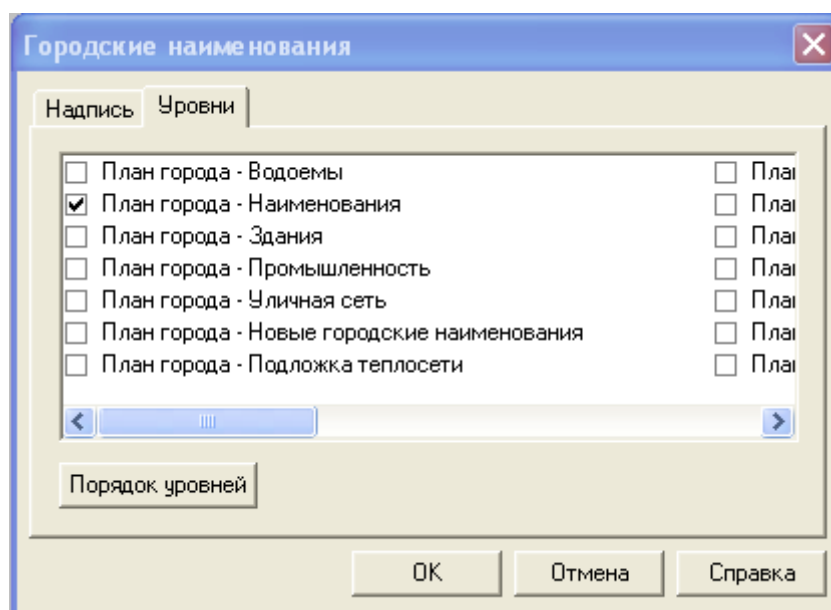 Городские наименования
Надпись Уровни
План города - Водоемы
План города - Наименования
План города - Здания
План города - Промышленность
План города - Уличная сеть
План города - Новые городские наименования
План города - Подложка теплосети
Порядок уровней
OK Отмена Справка